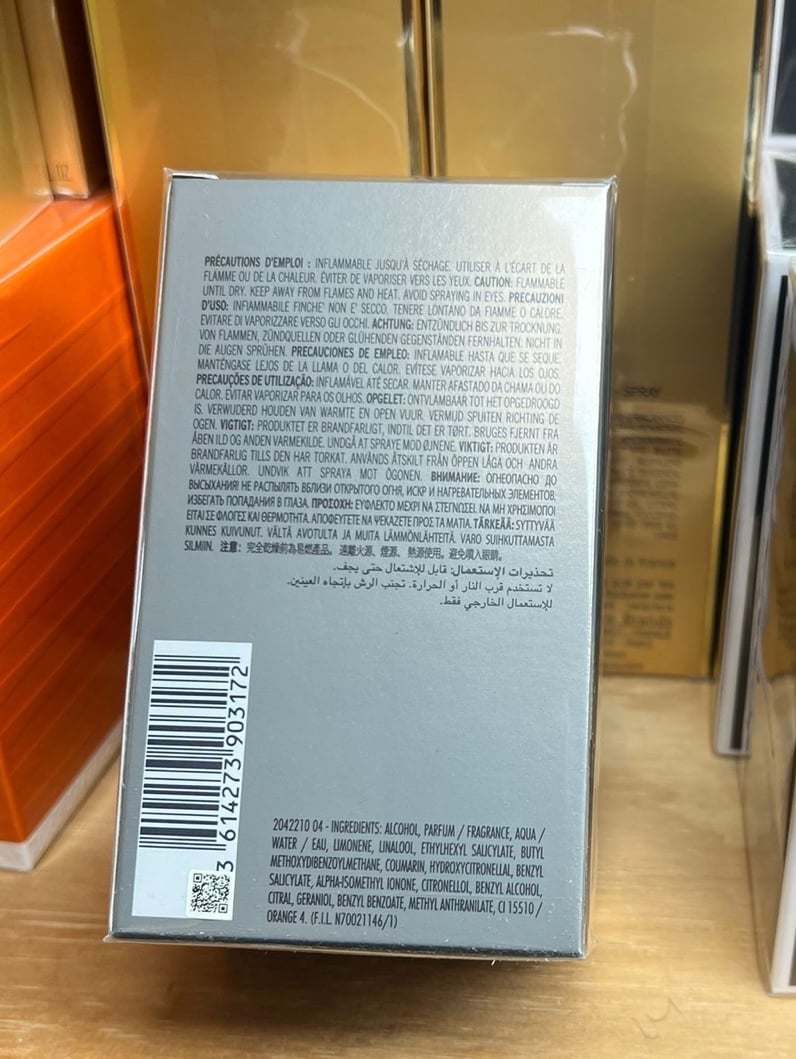 PRÉCAUTIONS D'EMPLOI : INFLAMMABLE JUSQU'À SÉCHAGE. UTILISER À L'ÉCART DE LA
FLAMME OU DE LA CHALEUR. ÉVITER DE VAPORISER VERS LES YEUX. CAUTION: FLAMMABLE
UNTIL DRY. KEEP AWAY FROM FLAMES AND HEAT. AVOID SPRAYING IN EYES. PRECAUZIONI
D'USO: INFIAMMABILE FINCHE' NON E' SECCO. TENERE LONTANO DA FIAMME O CALORE.
EVITARE DI VAPORIZZARE VERSO GLI OCCHI. ACHTUNG: ENTZÜNDLICH BIS ZUR TROCKNUNG.
VON FLAMMEN, ZÜNDQUELLEN ODER GLÜHENDEN GEGENSTÄNDEN FERNHALTEN. NICHT IN
DIE AUGEN SPRÜHEN. PRECAUCIONES DE EMPLEO: INFLAMABLE HASTA QUE SE SEQUE.
MANTÉNGASE LEJOS DE LA LLAMA O DEL CALOR. EVÍTESE VAPORIZAR HACIA LOS OJOS.
PRECAUÇÕES DE UTILIZAÇÃO: INFLAMÁVEL ATÉ SECAR. MANTER AFASTADO DA CHAMA OU DO
CALOR. EVITAR VAPORIZAR PARA OS OLHOS. OPGELET: ONTVLAMBAAR TOT HET OPGEDROOGD
IS. VERWIJDERD HOUDEN VAN WARMTE EN OPEN VUUR. VERMIJD SPUITEN RICHTING DE
OGEN. VIGTIGT: PRODUKTET ER BRANDFARLIGT, INDTIL DET ER TØRT. BRUGES FJERNT FRA
ÅBEN ILD OG ANDEN VARMEKILDE. UNDGÅ AT SPRAYE MOD ØJNENE. VIKTIGT: PRODUKTEN ÄR
BRANDFARLIG TILLS DEN HAR TORKAT. ANVÄNDS ÅTSKILT FRÅN ÖPPEN LÅGA OCH ANDRA
VÄRMEKÄLLOR. UNDVIK ATT SPRAYA MOT ÖGONEN. ВНИМАНИЕ: ОГНЕОПАСНО ДО
ВЫСЫХАНИЯ! НЕ РАСПЫЛЯТЬ ВБЛИЗИ ОТКРЫТОГО ОГНЯ, ИСКР И НАГРЕВАТЕЛЬНЫХ ЭЛЕМЕНТОВ.
ИЗБЕГАТЬ ПОПАДАНИЯ В ГЛАЗА. ΠΡΟΣΟΧΗ: ΕΥΦΛΕΚΤΟ ΜΕΧΡΙ ΝΑ ΣΤΕΓΝΩΣΕΙ. ΝΑ ΜΗ ΧΡΗΣΙΜΟΠΟΙ
ΕΙΤΑΙ ΣΕ ΦΛΟΓΕΣ ΚΑΙ ΘΕΡΜΟΤΗΤΑ. ΑΠΟΦΕΥΓΕΤΕ ΝΑ ΨΕΚΑΖΕΤΕ ΠΡΟΣ ΤΑ ΜΑΤΙΑ. TÄRKEÄÄ: SYTTYVÄÄ
KUNNES KUIVUNUT. VÄLTÄ AVOTULTA JA MUITA LÄMMÖNLÄHTEITÄ. VARO SUIHKUTTAMASTA
SILMIIN. 注意：完全乾燥前為易燃產品。遠離火源、煙源、熱源使用。避免噴入眼睛。
تحذيرات الإستعمال: قابل للإشتعال حتى يجف.
لا تستخدم قرب النار أو الحرارة. تجنب الرش بإتجاه العينين.
للإستعمال الخارجي فقط.
3 614273 903172
2042210 04 - INGREDIENTS: ALCOHOL, PARFUM / FRAGRANCE, AQUA /
WATER / EAU, LIMONENE, LINALOOL, ETHYLHEXYL SALICYLATE, BUTYL
METHOXYDIBENZOYLMETHANE, COUMARIN, HYDROXYCITRONELLAL, BENZYL
SALICYLATE, ALPHA-ISOMETHYL IONONE, CITRONELLOL, BENZYL ALCOHOL,
CITRAL, GERANIOL, BENZYL BENZOATE, METHYL ANTHRANILATE, CI 15510 /
ORANGE 4. (F.I.L. N70021146/1)
SPRAY